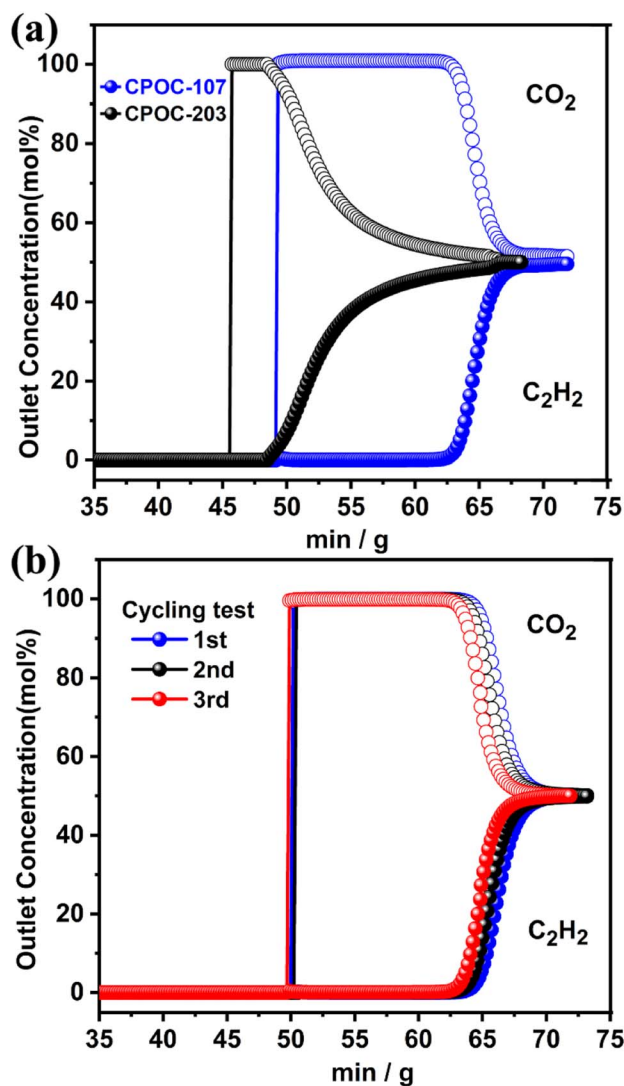 (a)
Outlet Concentration(mol%)
100
80
60
40
20
0
CPOC-107
CPOC-203
CO2
C2H2
35 40 45 50 55 60 65 70 75
min / g
(b)
Outlet Concentration(mol%)
100
80
60
40
20
0
Cycling test
1st
2nd
3rd
CO2
C2H2
35 40 45 50 55 60 65 70 75
min / g